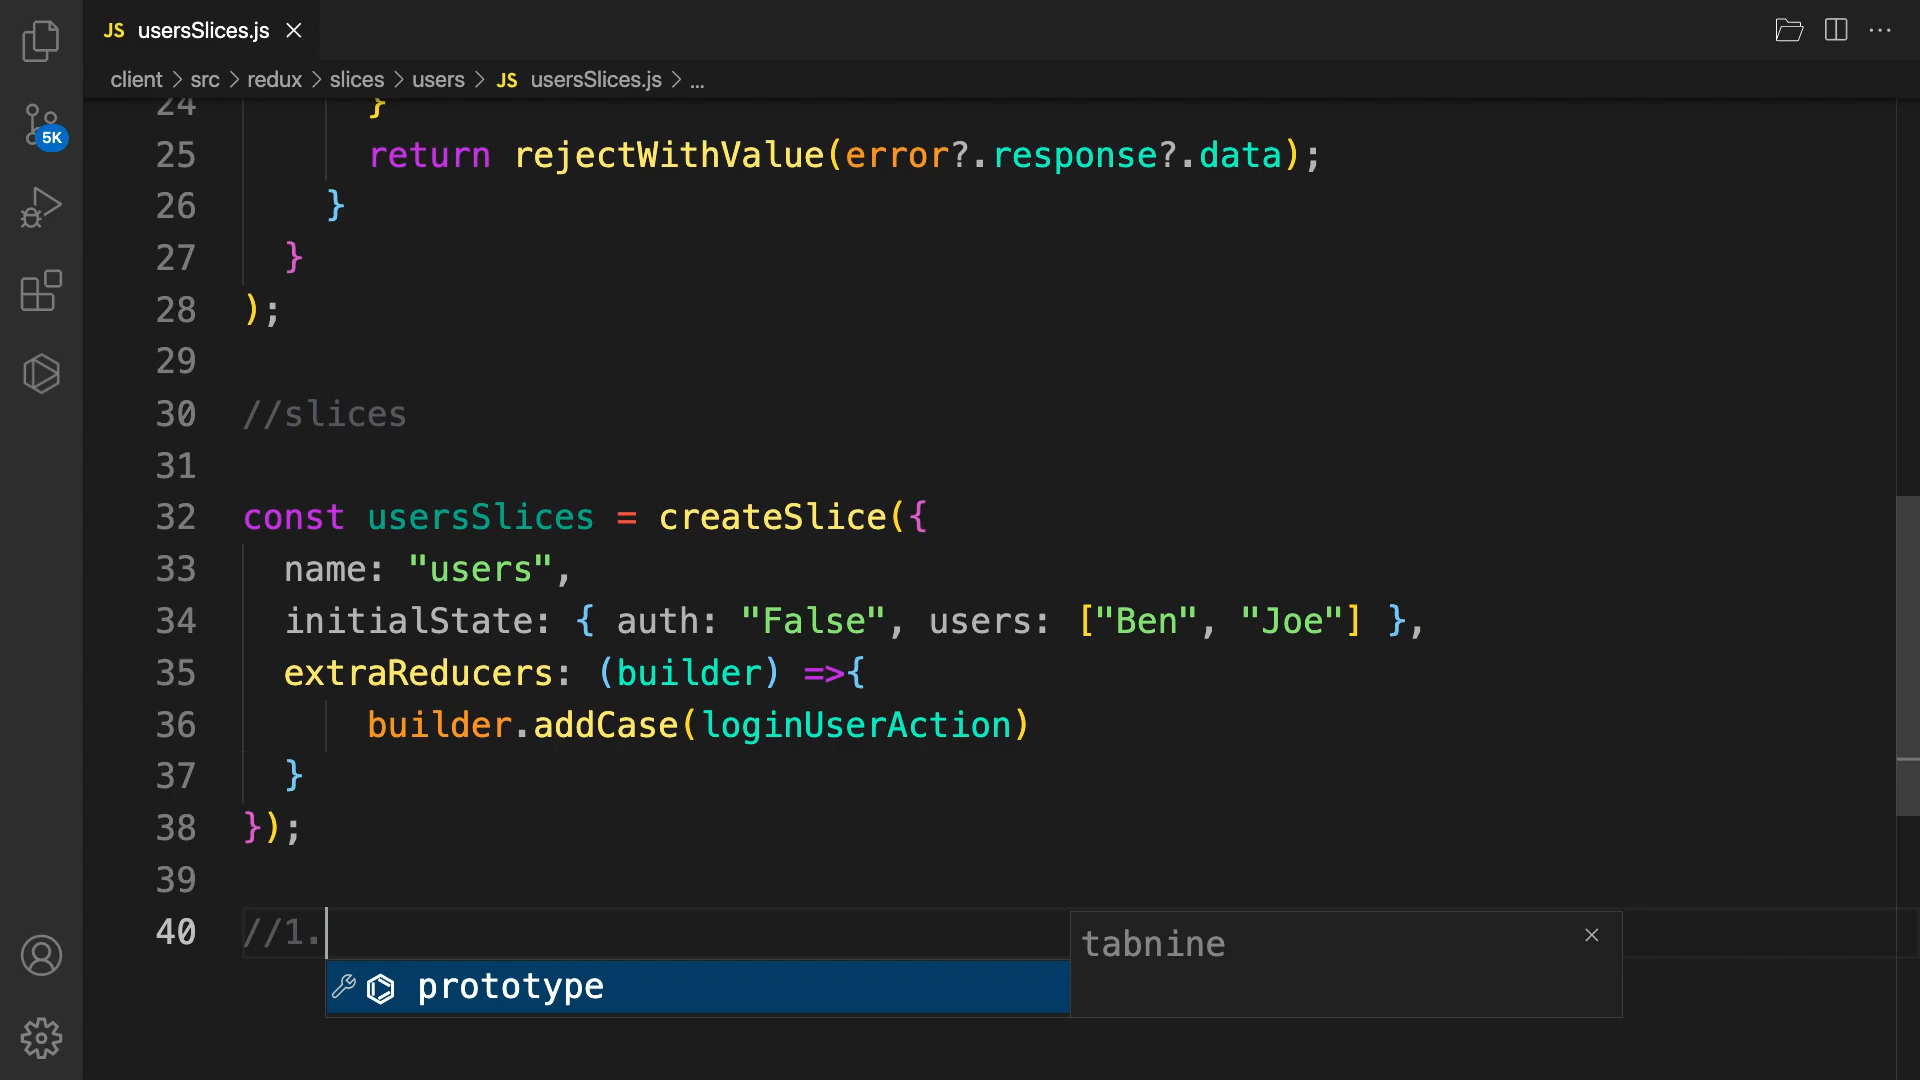 JS usersSlices.js
client > src > redux > slices > users > JS usersSlices.js > ...
5K
24 }
25 return rejectWithValue(error?.response?.data);
26 }
27 }
28 );
29
30 //slices
31
32 const usersSlices = createSlice({
33 name: "users",
34 initialState: { auth: "False", users: ["Ben", "Joe"] },
35 extraReducers: (builder) =>{
36 builder.addCase(loginUserAction)
37 }
38 });
39
40 //1.
prototype
tabnine